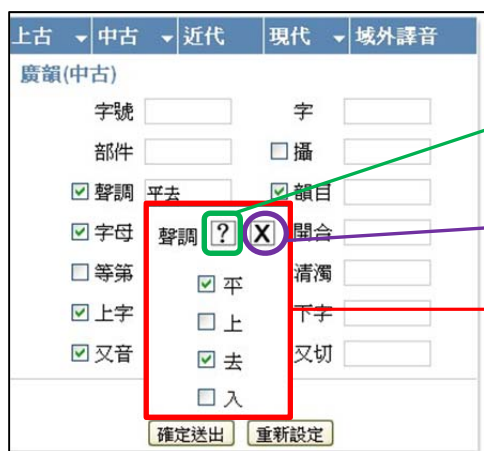 上古 中古 近代 現代 域外譯音
廣韻(中古)
字號 字
部件 攝
聲調 平去 韻目
字母 開合
等第 清濁
上字 下字
又音 又切
聲調 ? X
平
上
去
入
確定送出 重新設定